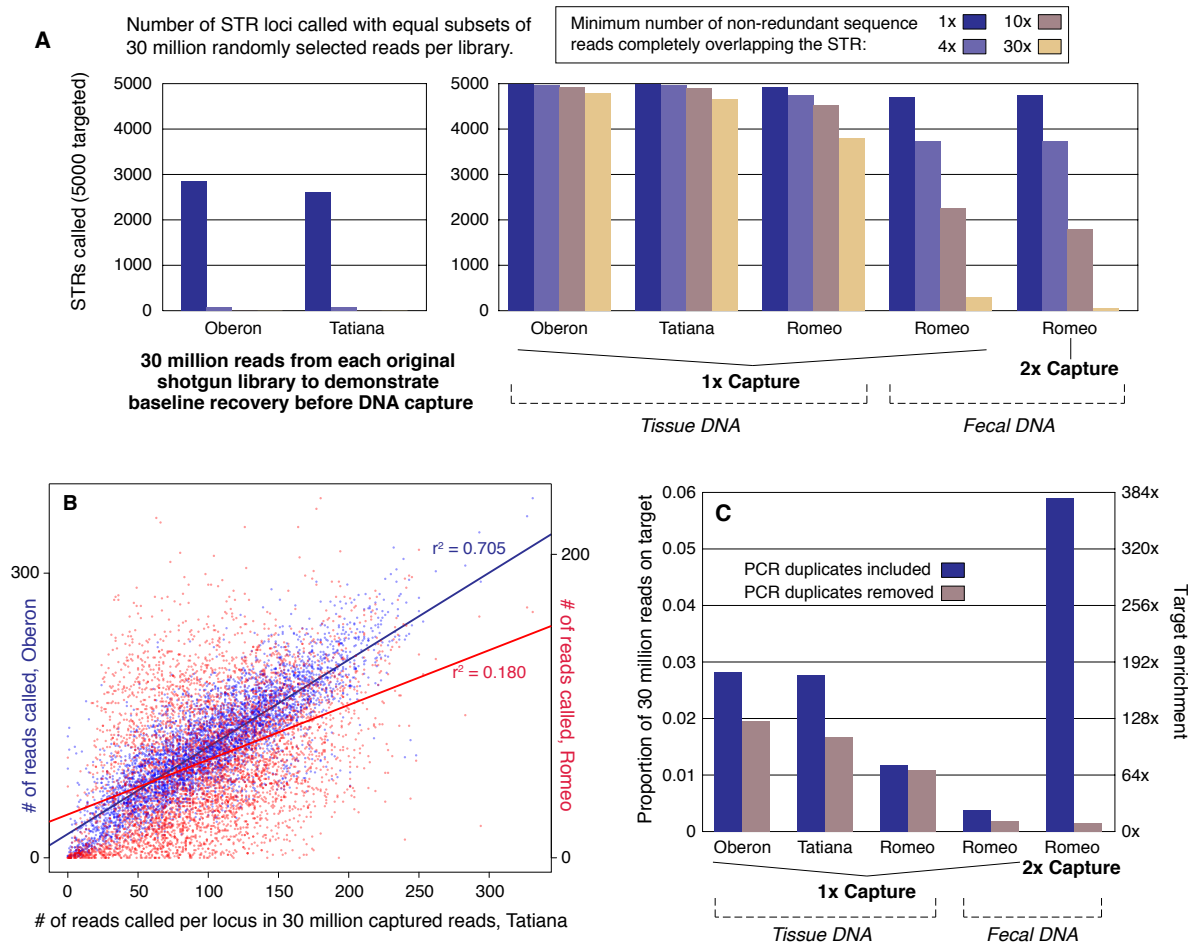 A
Number of STR loci called with equal subsets of
30 million randomly selected reads per library.
Minimum number of non-redundant sequence
reads completely overlapping the STR:
1x
10x
4x
30x
STRs called (5000 targeted)
5000
4000
3000
2000
1000
0
Oberon
Tatiana
30 million reads from each original
shotgun library to demonstrate
baseline recovery before DNA capture
5000
4000
3000
2000
1000
0
Oberon
Tatiana
Romeo
Romeo
Romeo
1x Capture
2x Capture
Tissue DNA
Fecal DNA
B
# of reads called, Oberon
300
0
r² = 0.705
r² = 0.180
200
0
# of reads called, Romeo
0
50
100
150
200
250
300
# of reads called per locus in 30 million captured reads, Tatiana
C
Proportion of 30 million reads on target
0.06
0.05
0.04
0.03
0.02
0.01
0
PCR duplicates included
PCR duplicates removed
384x
320x
256x
192x
128x
64x
0x
Target enrichment
Oberon
Tatiana
Romeo
Romeo
Romeo
1x Capture
2x Capture
Tissue DNA
Fecal DNA